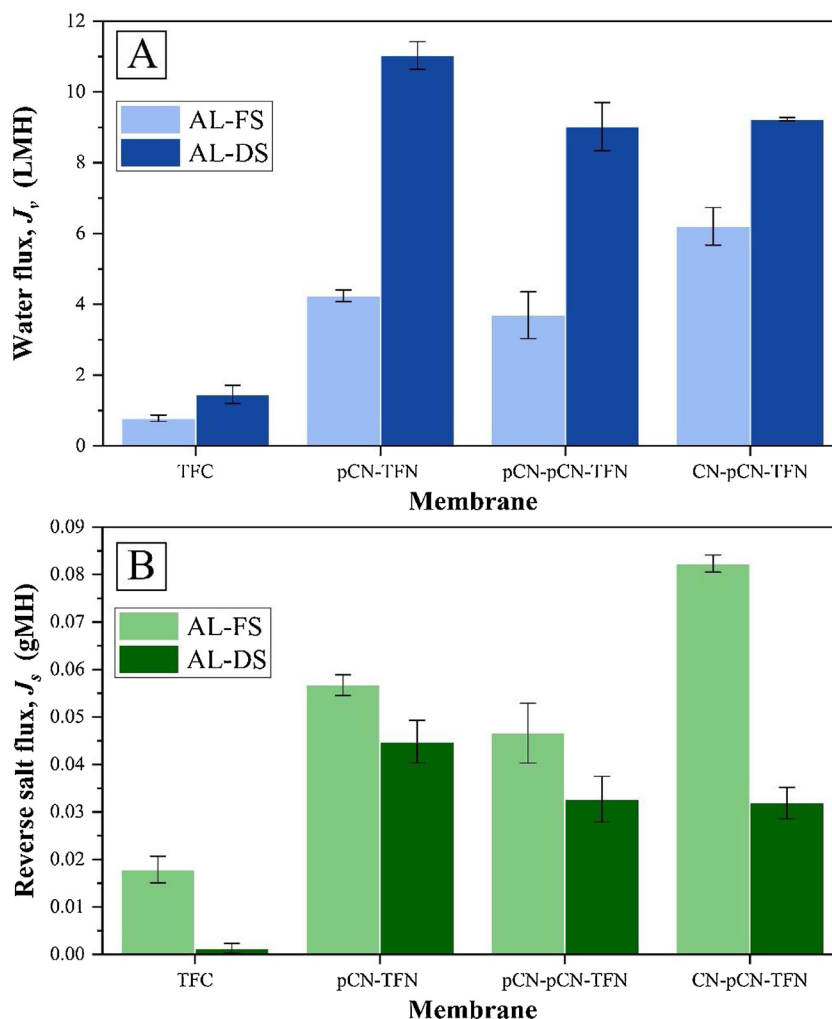 A
AL-FS
AL-DS
Water flux, Jv (LMH)
12
10
8
6
4
2
0
TFC pCN-TFN pCN-pCN-TFN CN-pCN-TFN
Membrane
B
AL-FS
AL-DS
Reverse salt flux, Js (gMH)
0.09
0.08
0.07
0.06
0.05
0.04
0.03
0.02
0.01
0.00
TFC pCN-TFN pCN-pCN-TFN CN-pCN-TFN
Membrane